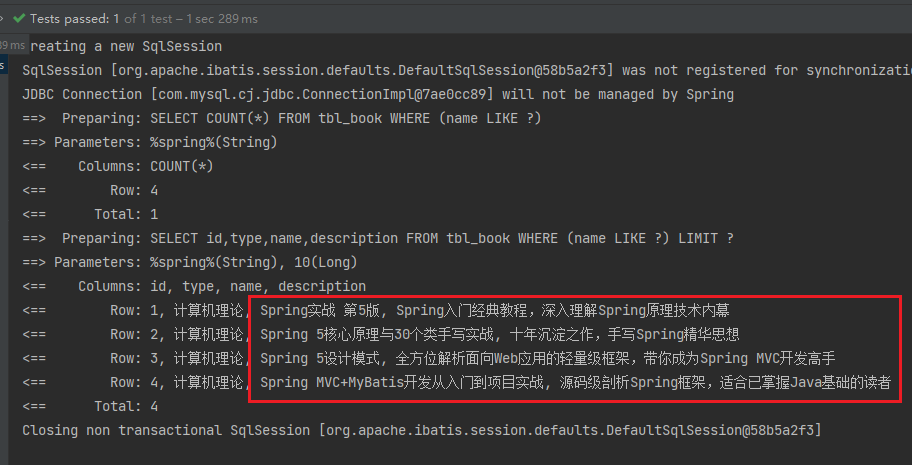 Tests passed: 1 of 1 test – 1 sec 289 ms
39 ms
reating a new SqlSession
s
SqlSession [org.apache.ibatis.session.defaults.DefaultSqlSession@58b5a2f3] was not registered for synchronizati
JDBC Connection [com.mysql.cj.jdbc.ConnectionImpl@7ae0cc89] will not be managed by Spring
==>  Preparing: SELECT COUNT(*) FROM tbl_book WHERE (name LIKE ?)
==> Parameters: %spring%(String)
<==    Columns: COUNT(*)
<==        Row: 4
<==      Total: 1
==>  Preparing: SELECT id,type,name,description FROM tbl_book WHERE (name LIKE ?) LIMIT ?
==> Parameters: %spring%(String), 10(Long)
<==    Columns: id, type, name, description
<==        Row: 1, 计算机理论, Spring实战 第5版, Spring入门经典教程，深入理解Spring原理技术内幕
<==        Row: 2, 计算机理论, Spring 5核心原理与30个类手写实战, 十年沉淀之作，手写Spring精华思想
<==        Row: 3, 计算机理论, Spring 5设计模式, 全方位解析面向Web应用的轻量级框架，带你成为Spring MVC开发高手
<==        Row: 4, 计算机理论, Spring MVC+MyBatis开发从入门到项目实战, 源码级剖析Spring框架，适合已掌握Java基础的读者
<==      Total: 4
Closing non transactional SqlSession [org.apache.ibatis.session.defaults.DefaultSqlSession@58b5a2f3]